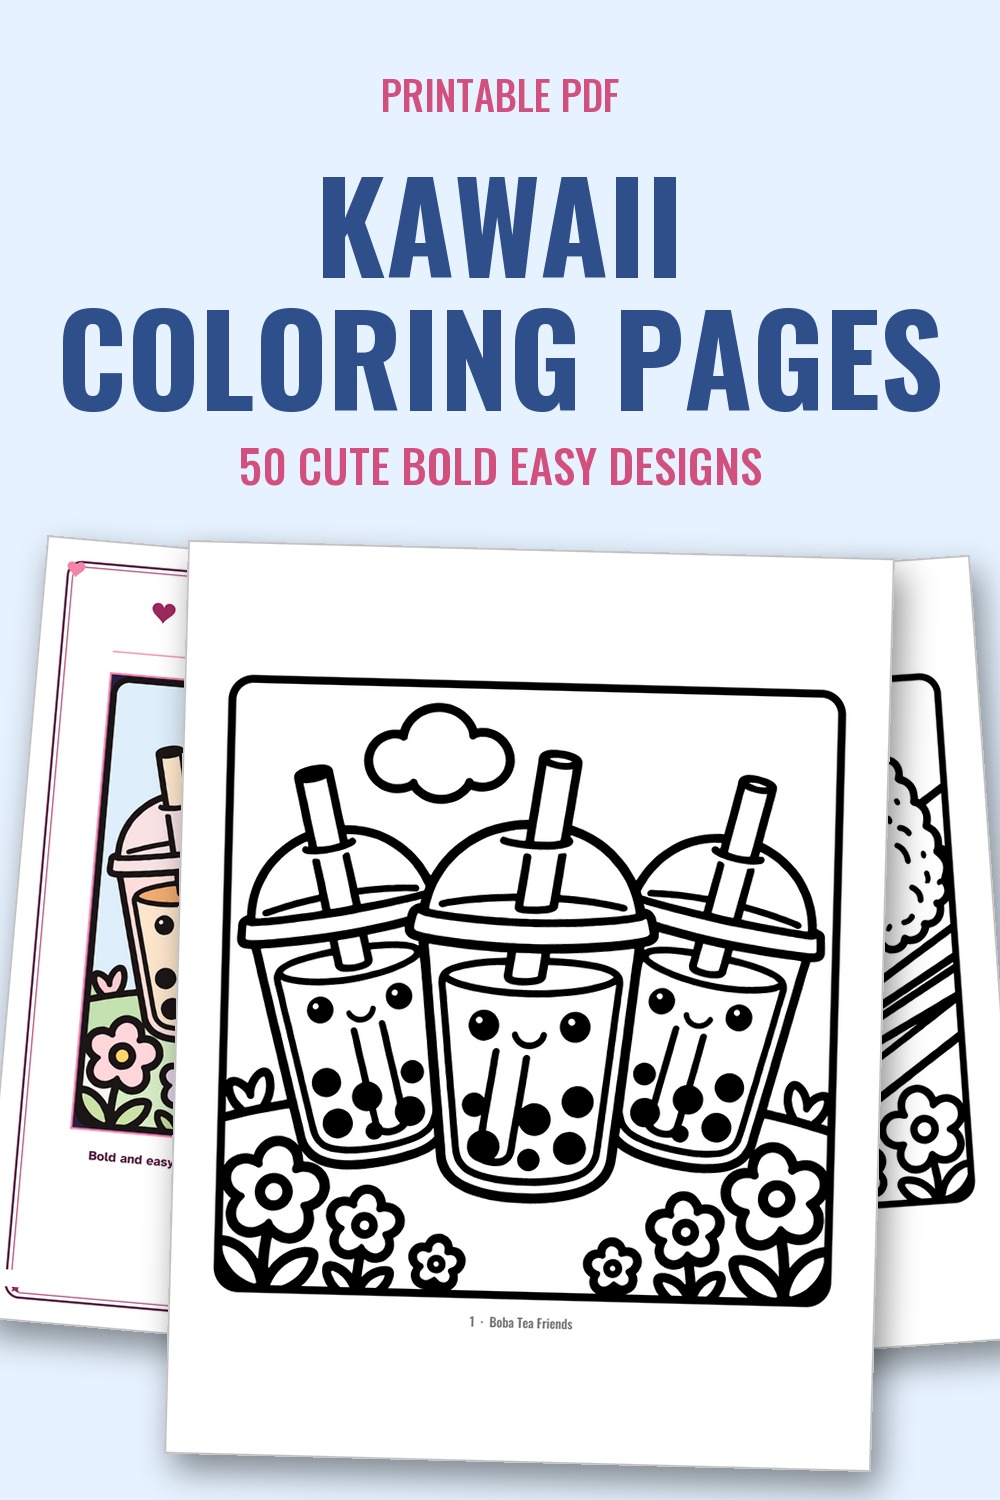 PRINTABLE PDF
KAWAII
COLORING PAGES
50 CUTE BOLD EASY DESIGNS
Bold and easy
1 · Boba Tea Friends